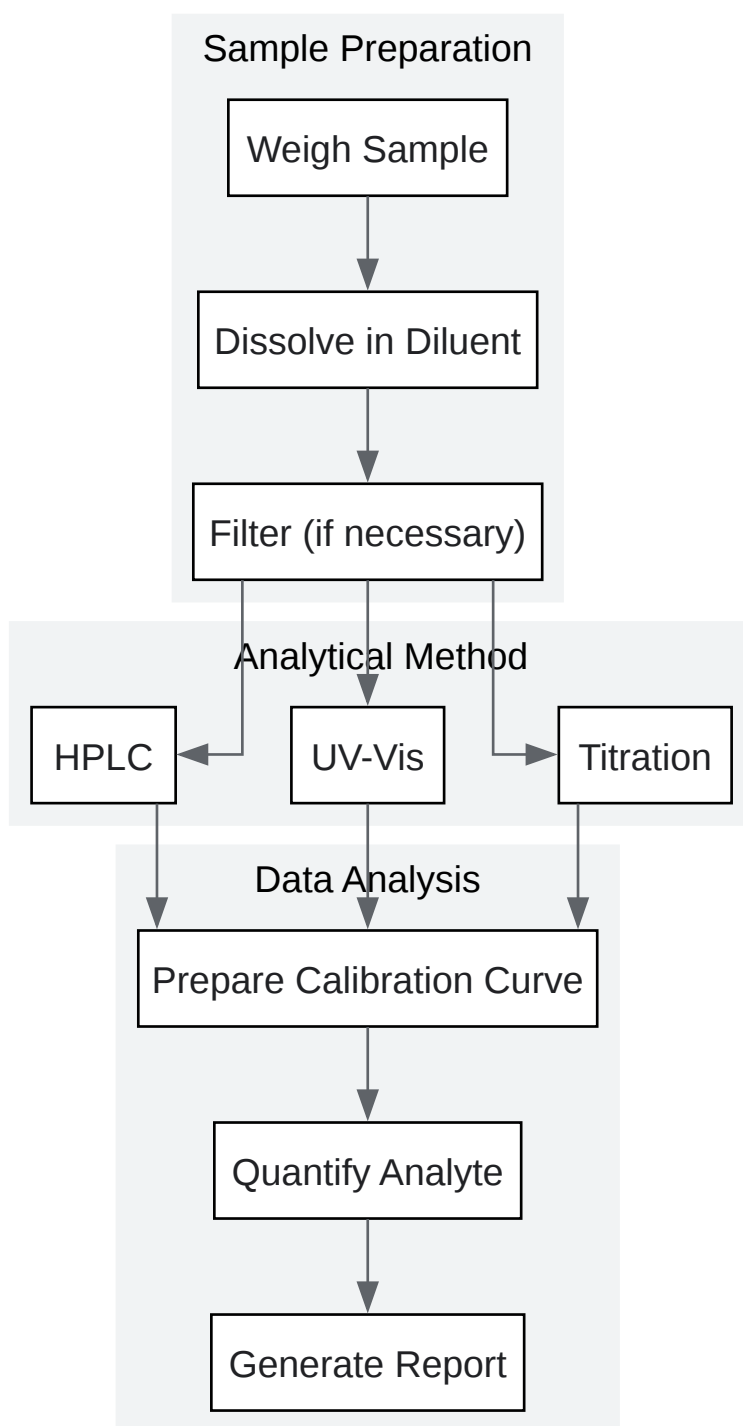 Sample Preparation
Weigh Sample
Dissolve in Diluent
Filter (if necessary)
Analytical Method
HPLC
UV-Vis
Titration
Data Analysis
Prepare Calibration Curve
Quantify Analyte
Generate Report